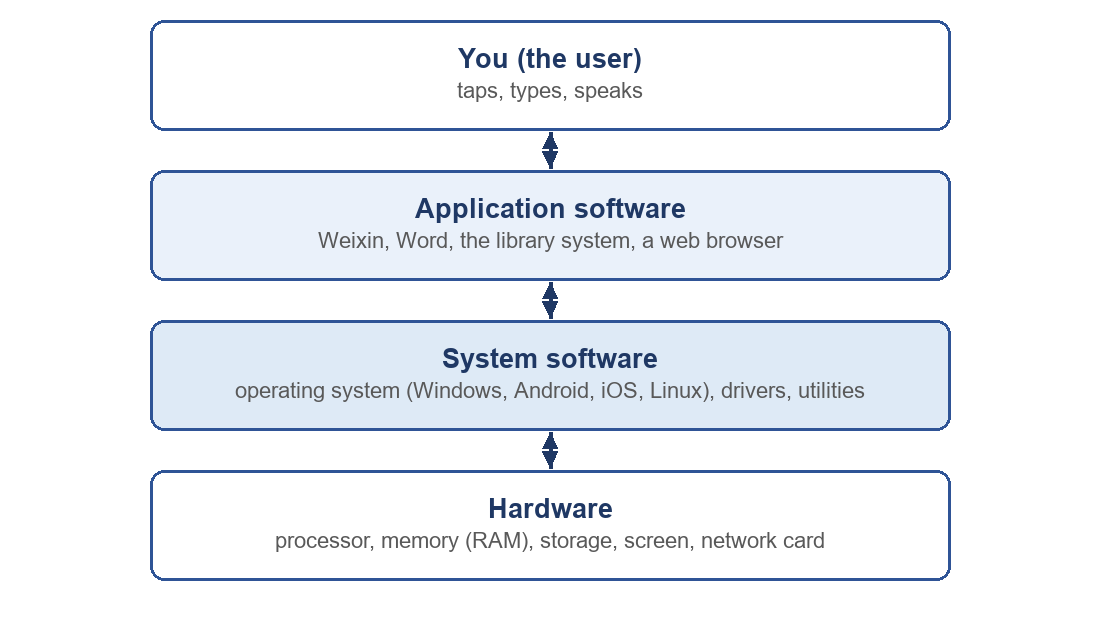 You (the user)
taps, types, speaks
Application software
Weixin, Word, the library system, a web browser
System software
operating system (Windows, Android, iOS, Linux), drivers, utilities
Hardware
processor, memory (RAM), storage, screen, network card